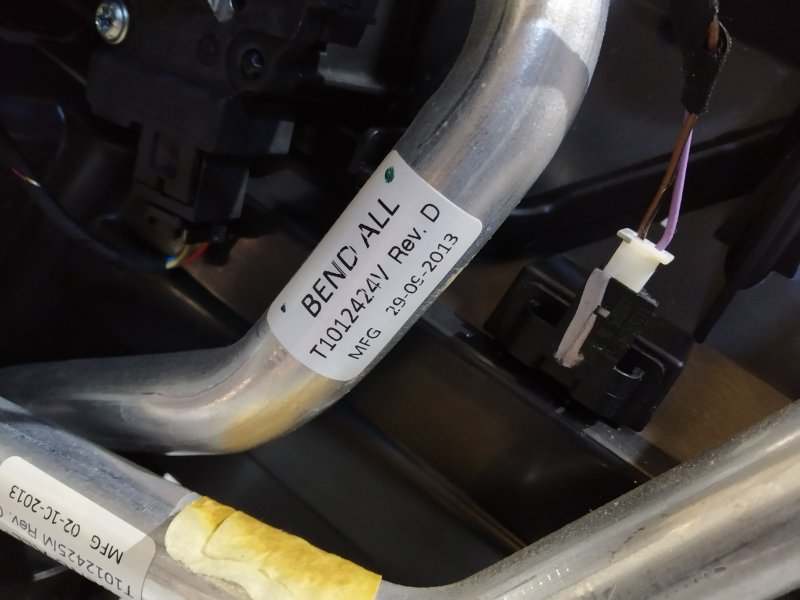 BEND ALL
T1012424V Rev. D
MFG 29-09-2013
T1012425M Rev.
MFG 02-10-2013